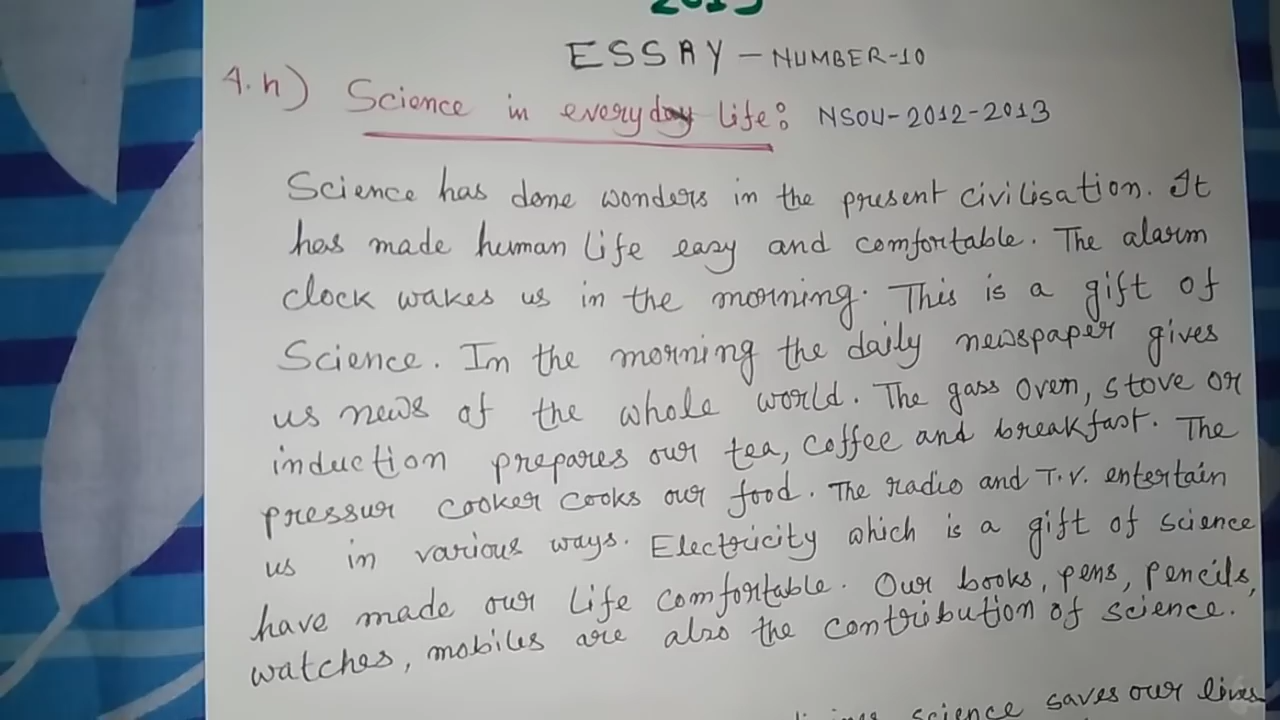 2013
ESSAY - NUMBER-10
4.h) Science in everyday life: NSOU-2012-2013
Science has done wonders in the present civilisation. It
has made human life easy and comfortable. The alarm
clock wakes us in the morning. This is a gift of
Science. In the morning the daily newspaper gives
us news of the whole world. The gass oven, stove or
induction prepares our tea, coffee and breakfast. The
pressur cooker cooks our food. The radio and T.V. entertain
us in various ways. Electricity which is a gift of science
have made our life comfortable. Our books, pens, pencils,
watches, mobiles are also the contribution of science.
science saves our lives